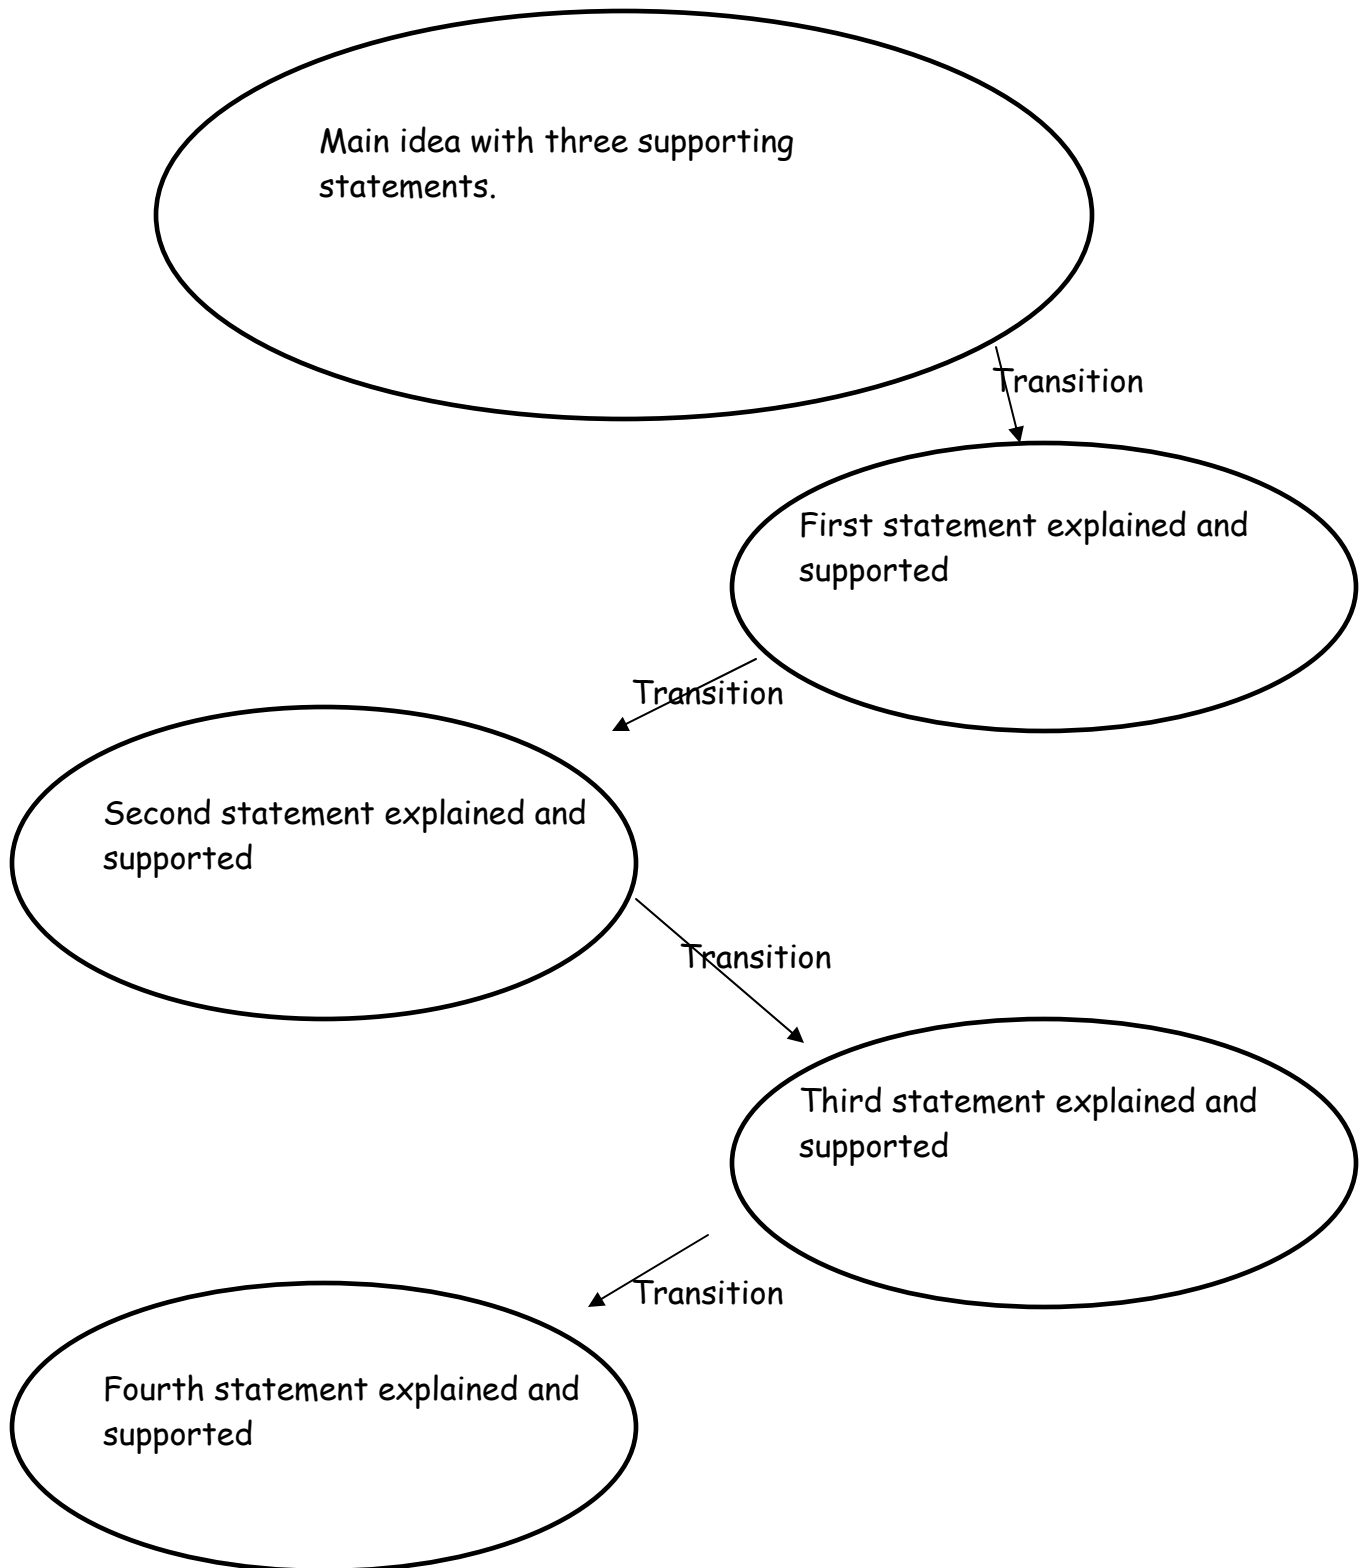 Main idea with three supporting
statements.
Transition
First statement explained and
supported
Transition
Second statement explained and
supported
Transition
Third statement explained and
supported
Transition
Fourth statement explained and
supported